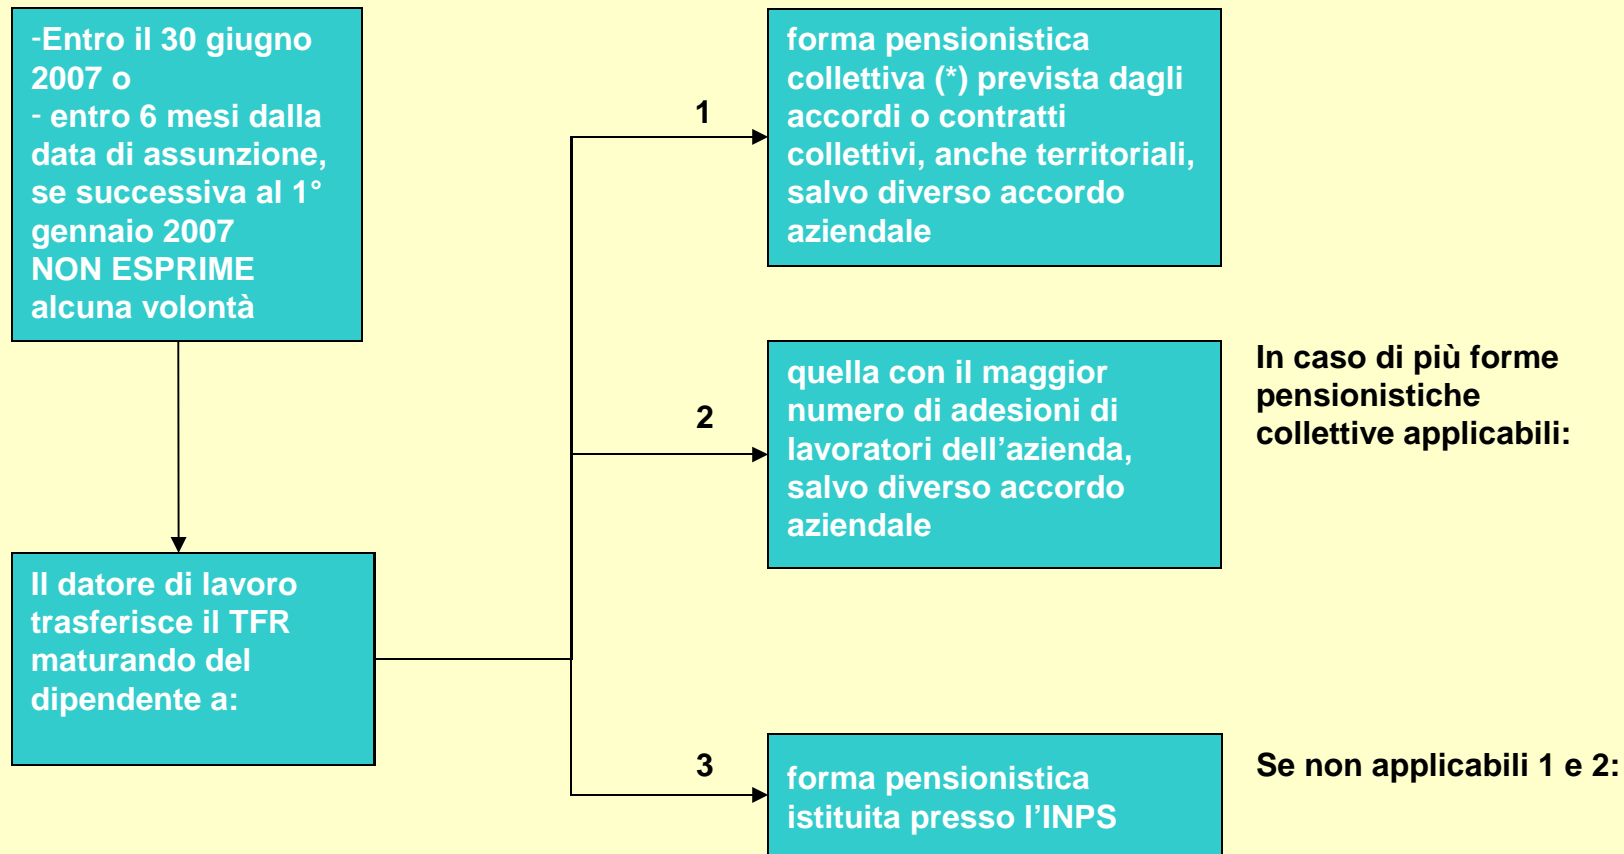 -Entro il 30 giugno
2007 o
- entro 6 mesi dalla
data di assunzione,
se successiva al 1°
gennaio 2007
NON ESPRIME
alcuna volontà
Il datore di lavoro
trasferisce il TFR
maturando del
dipendente a:
1
forma pensionistica
collettiva (*) prevista dagli
accordi o contratti
collettivi, anche territoriali,
salvo diverso accordo
aziendale
2
quella con il maggior
numero di adesioni di
lavoratori dell’azienda,
salvo diverso accordo
aziendale
In caso di più forme
pensionistiche
collettive applicabili:
3
forma pensionistica
istituita presso l’INPS
Se non applicabili 1 e 2: